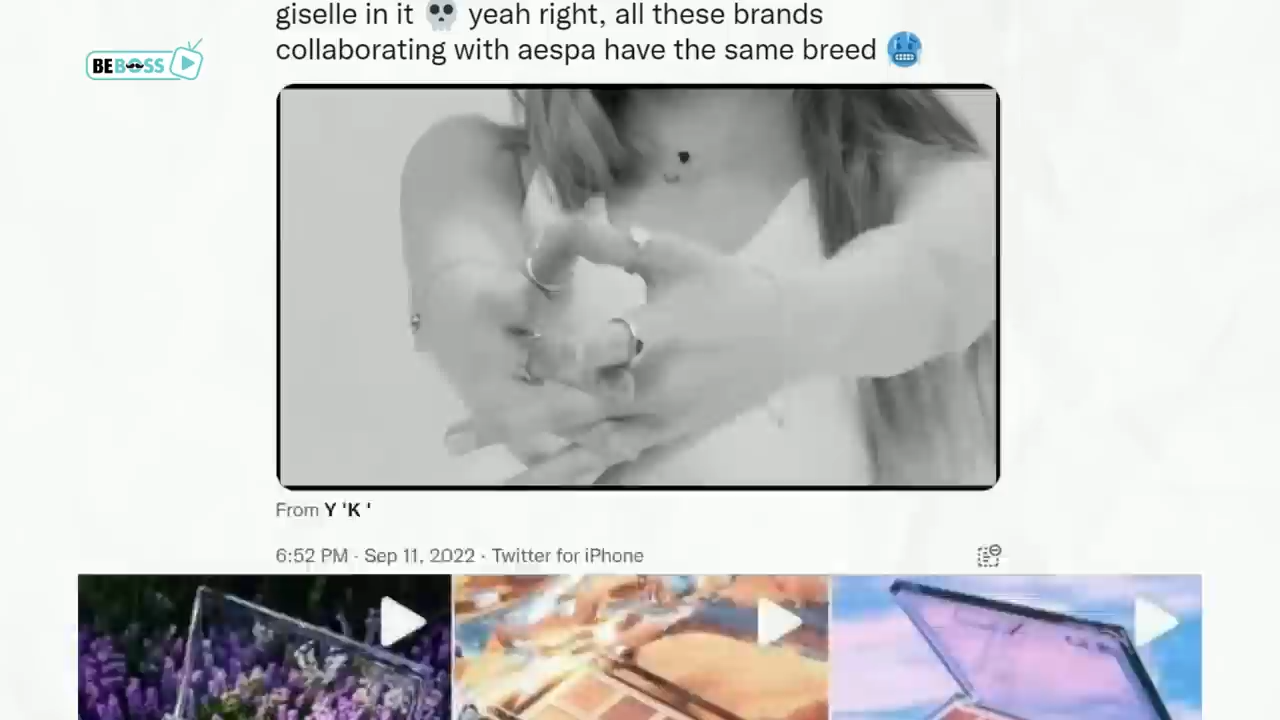 giselle in it 💀 yeah right, all these brands
collaborating with aespa have the same breed 🥶
BEBOSS
From Y 'K '
6:52 PM · Sep 11, 2022 · Twitter for iPhone